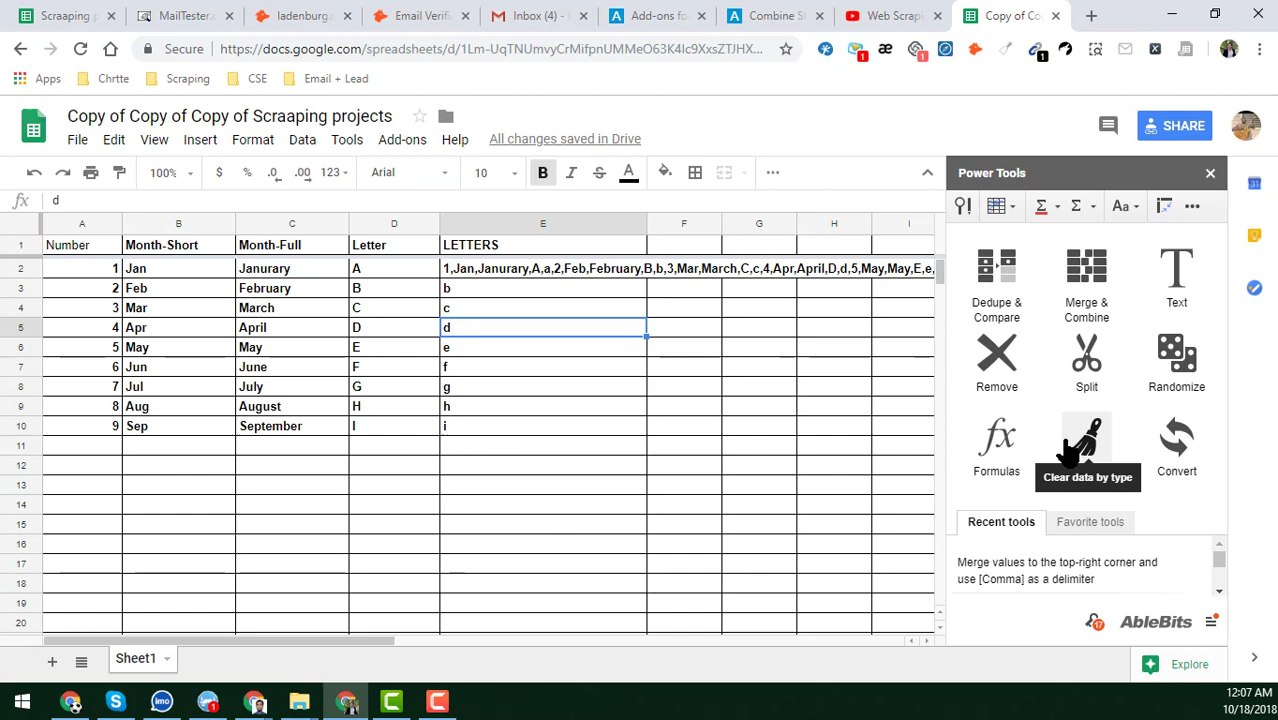 Scraping p
MailTester.c
ladenburg.c
Email Verifi
Inbox (4) - 
Add-ons fo
Combine Sh
Web Scrapi
Copy of Co
Secure
https://docs.google.com/spreadsheets/d/
Apps
Chrtte
Scraping
CSE
Email + Lead
1
1
1
Copy of Copy of Copy of Scraaping projects
File Edit View Insert Format Data Tools Add-ons Help All changes saved in Drive
SHARE
100% $ % .0 .00 123 Arial 10 B I S A
fx d
A B C D E F G H I
1 Number Month-Short Month-Full Letter LETTERS
2 1 Jan Janurary A 1,Jan,Janurary,A,a,2,Feb,February,B,b,3,Mar,March,C,c,4,Apr,April,D,d,5,May,May,E,e,
3 2 Feb February B b
4 3 Mar March C c
5 4 Apr April D d
6 5 May May E e
7 6 Jun June F f
8 7 Jul July G g
9 8 Aug August H h
10 9 Sep September I i
11
12
13
14
15
16
17
18
19
20
Sheet1
Power Tools
Σ Σ Aa
Dedupe &
Compare
Merge &
Combine
Text
Remove
Split
Randomize
Formulas
Clear data by type
Convert
Recent tools
Favorite tools
Merge values to the top-right corner and
use [Comma] as a delimiter
17
AbleBits
Explore
12:07 AM
10/18/2018